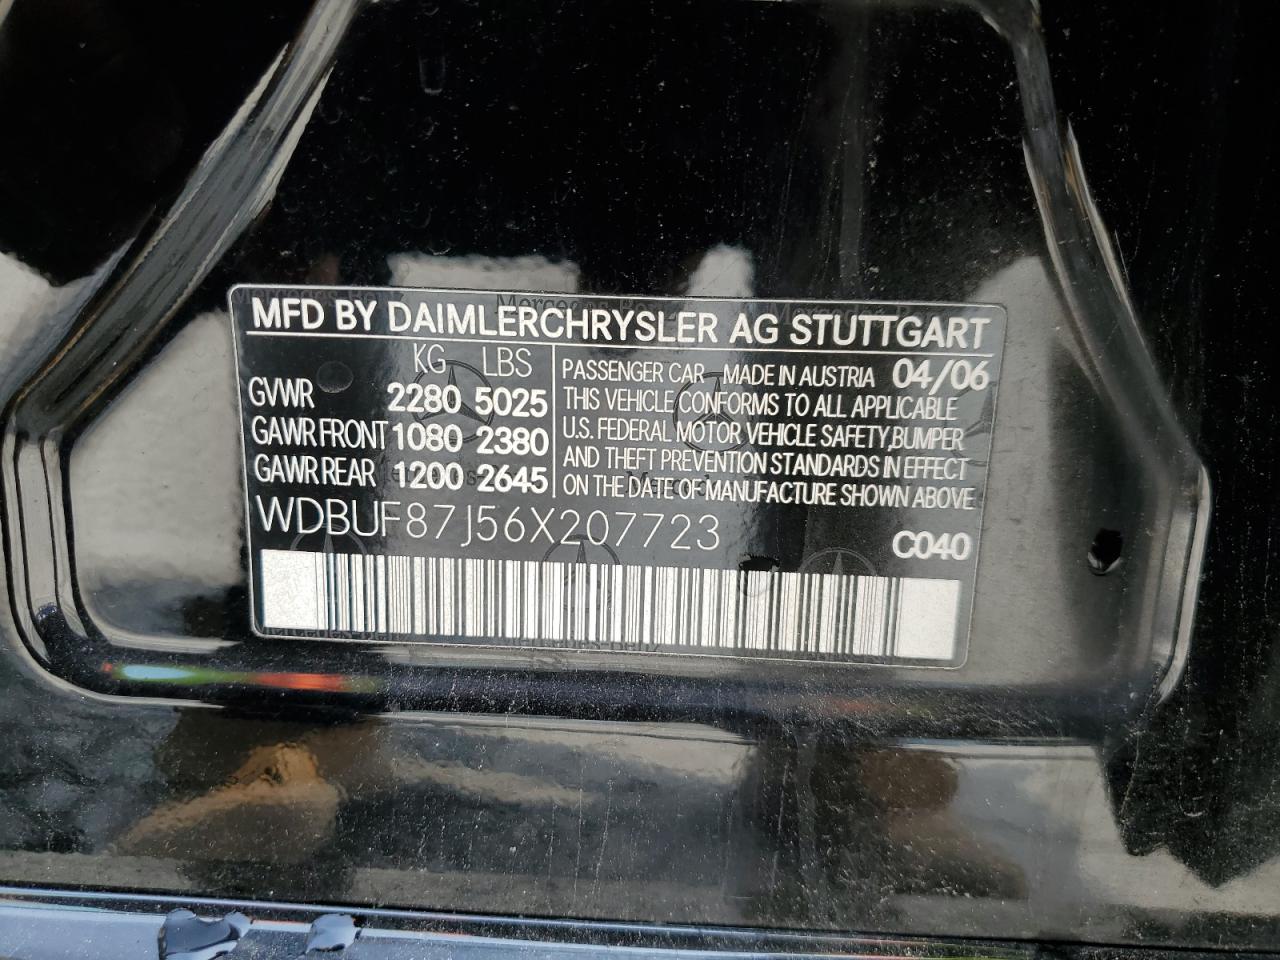 MFD BY DAIMLERCHRYSLER AG STUTTGART
KG LBS
GVWR 2280 5025
GAWR FRONT 1080 2380
GAWR REAR 1200 2645
PASSENGER CAR MADE IN AUSTRIA 04/06
THIS VEHICLE CONFORMS TO ALL APPLICABLE
U.S. FEDERAL MOTOR VEHICLE SAFETY,BUMPER
AND THEFT PREVENTION STANDARDS IN EFFECT
ON THE DATE OF MANUFACTURE SHOWN ABOVE
WDBUF87J56X207723 C040
Mercedes-Benz